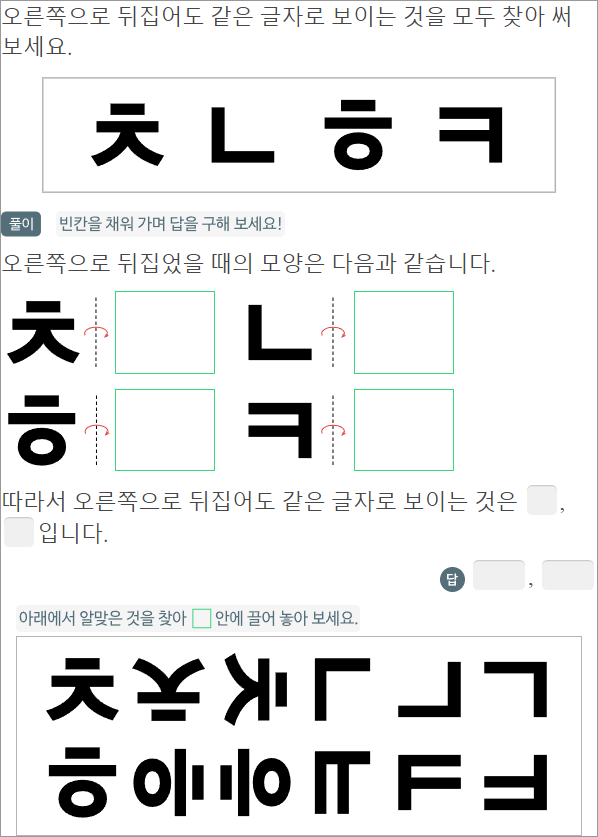 오른쪽으로 뒤집어도 같은 글자로 보이는 것을 모두 찾아 써
보세요.
ㅊ ㄴ ㅎ ㅋ
풀이 빈칸을 채워 가며 답을 구해 보세요!
오른쪽으로 뒤집었을 때의 모양은 다음과 같습니다.
ㅊ ㄴ
ㅎ ㅋ
따라서 오른쪽으로 뒤집어도 같은 글자로 보이는 것은 ,
입니다.
답 ,
아래에서 알맞은 것을 찾아 안에 끌어 놓아 보세요.
ㅊ
ㅎ